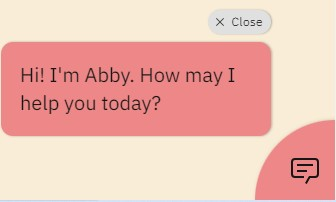 × Close
Hi! I'm Abby. How may I
help you today?